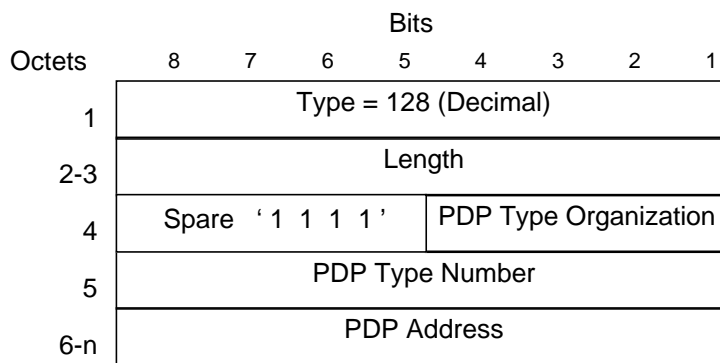 Bits
Octets 8 7 6 5 4 3 2 1
1 Type = 128 (Decimal)
2-3 Length
4 Spare ‘ 1 1 1 1 ’ PDP Type Organization
5 PDP Type Number
6-n PDP Address